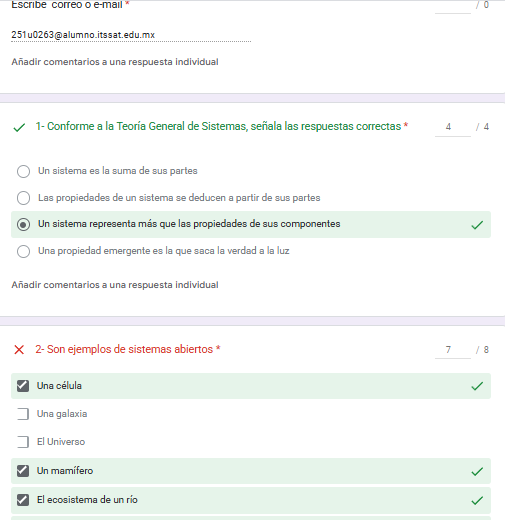 Escribe correo o e-mail * / 0
251u0263@alumno.itssat.edu.mx
Añadir comentarios a una respuesta individual
1- Conforme a la Teoría General de Sistemas, señala las respuestas correctas * 4 / 4
Un sistema es la suma de sus partes
Las propiedades de un sistema se deducen a partir de sus partes
Un sistema representa más que las propiedades de sus componentes
Una propiedad emergente es la que saca la verdad a la luz
Añadir comentarios a una respuesta individual
2- Son ejemplos de sistemas abiertos * 7 / 8
Una célula
Una galaxia
El Universo
Un mamífero
El ecosistema de un río